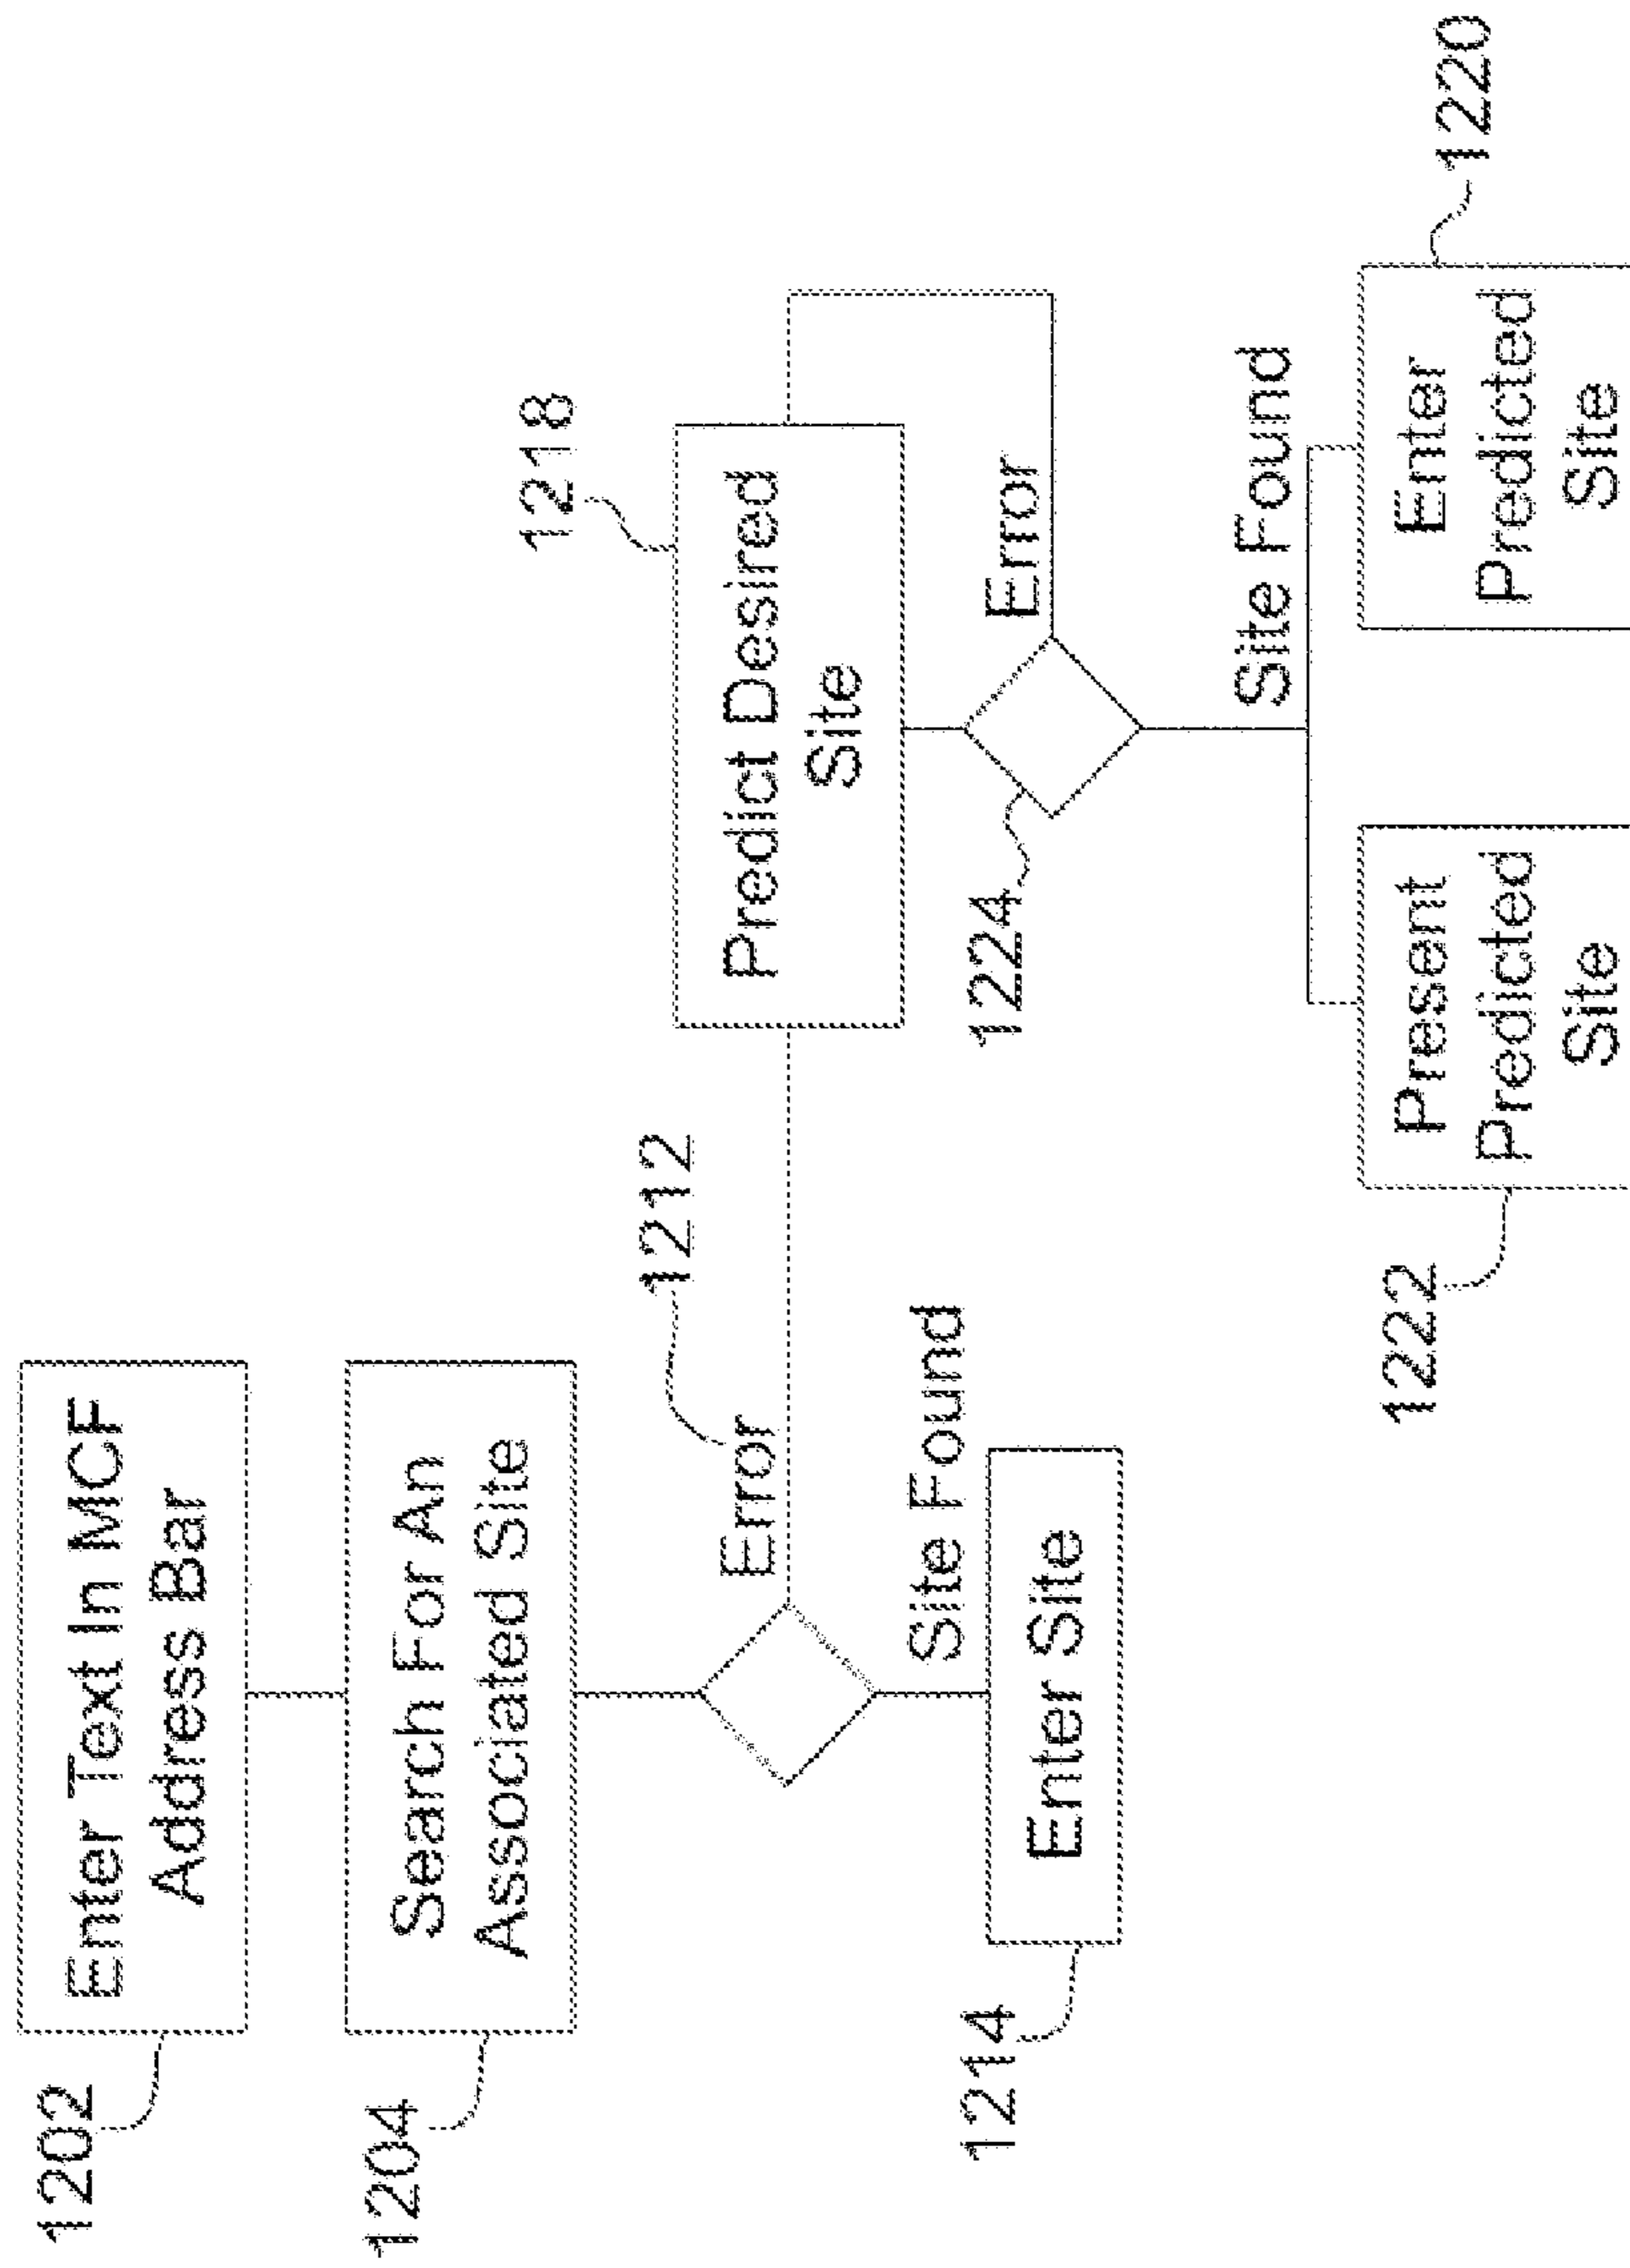 1202
Enter Text In MCF
Address Bar
1204
Search For An
Associated Site
Error
1212
Site Found
1214
Enter Site
1218
Predict Desired
Site
1224
Error
Site Found
1222
Present
Predicted
Site
Enter
Predicted
Site
1220